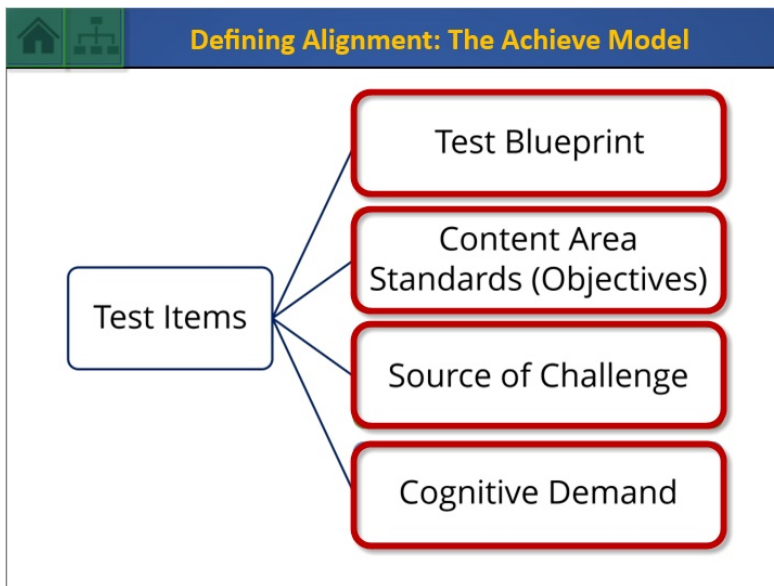 Defining Alignment: The Achieve Model
Test Items
Test Blueprint
Content Area
Standards (Objectives)
Source of Challenge
Cognitive Demand